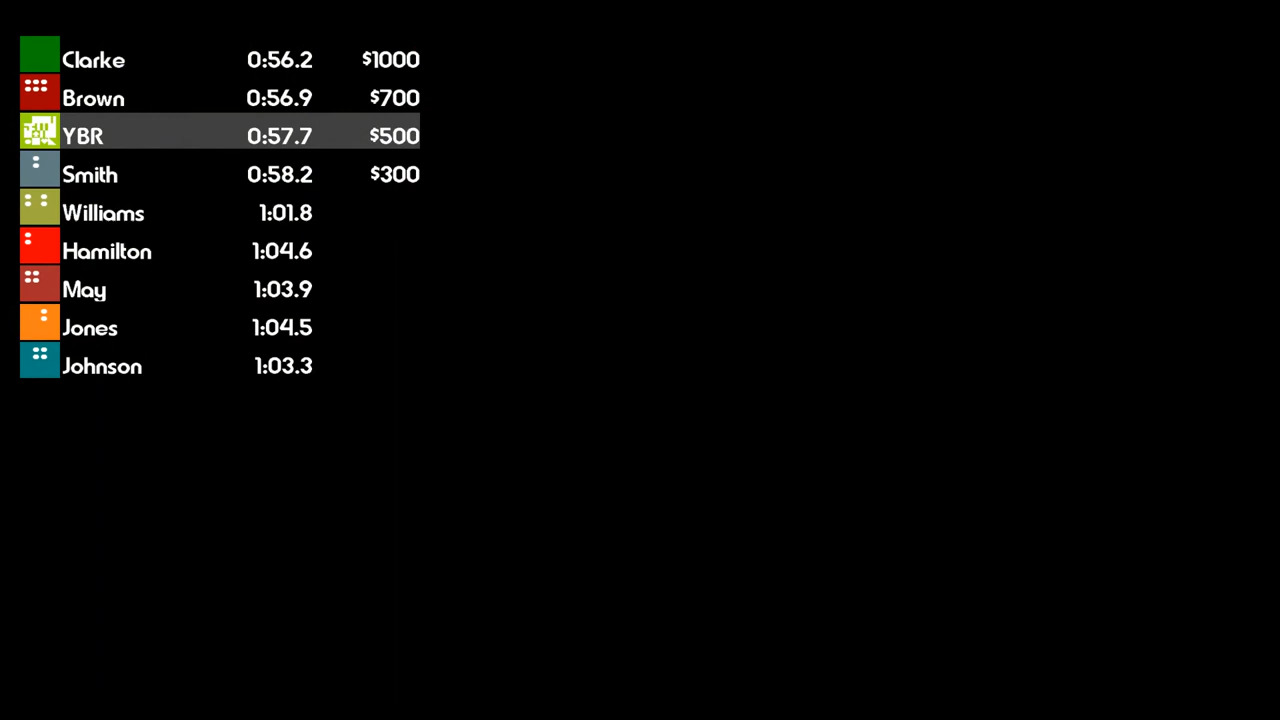 Clarke 0:56.2 $1000
Brown 0:56.9 $700
YBR 0:57.7 $500
Smith 0:58.2 $300
Williams 1:01.8
Hamilton 1:04.6
May 1:03.9
Jones 1:04.5
Johnson 1:03.3